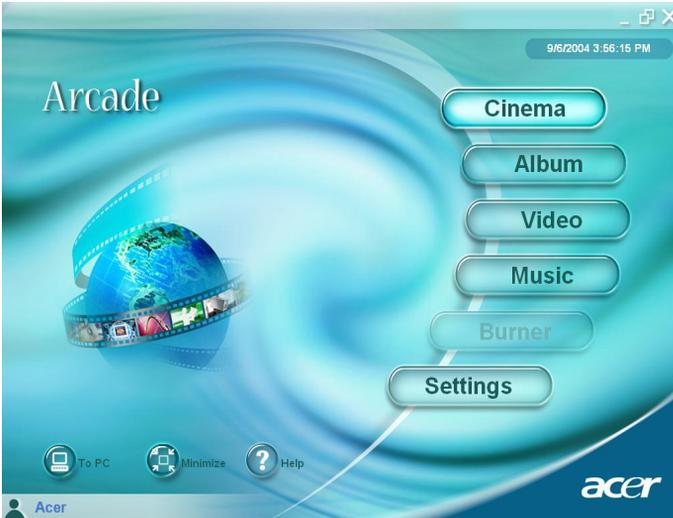 9/6/2004 3:56:15 PM
Arcade
Cinema
Album
Video
Music
Burner
Settings
To PC
Minimize
Help
Acer
acer